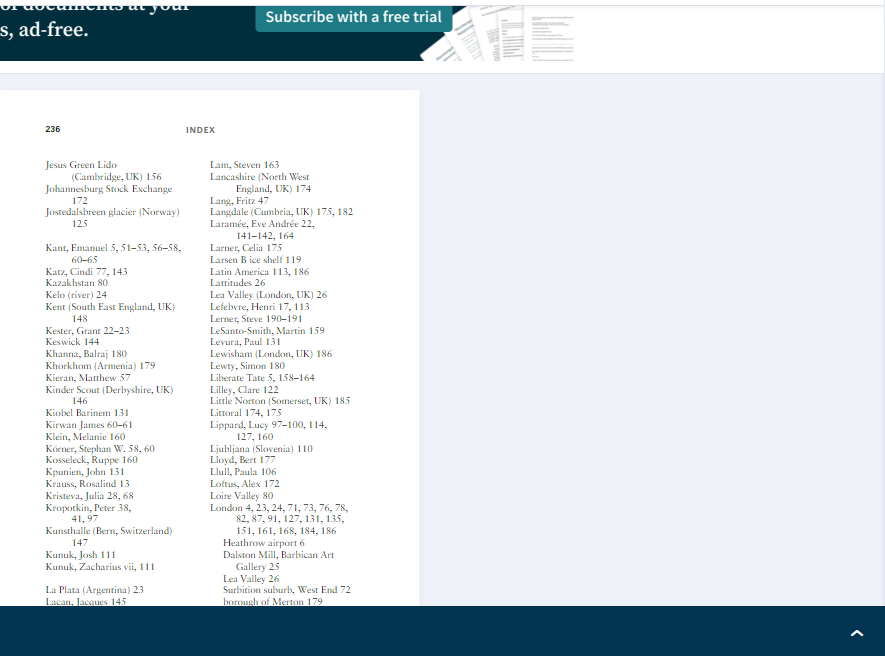 of documents at your
s, ad-free.
Subscribe with a free trial
236
INDEX
Jesus Green Lido
(Cambridge, UK) 156
Johannesburg Stock Exchange
172
Jostedalsbreen glacier (Norway)
125
Kant, Emanuel 5, 51–53, 56–58,
60–65
Katz, Cindi 77, 143
Kazakhstan 80
Kelo (river) 24
Kent (South East England, UK)
148
Kester, Grant 22–23
Keswick 144
Khanna, Balraj 180
Khorkhom (Armenia) 179
Kieran, Matthew 57
Kinder Scout (Derbyshire, UK)
146
Kiobel Barinem 131
Kirwan James 60–61
Klein, Melanie 160
Körner, Stephan W. 58, 60
Kosseleck, Ruppe 160
Kpunien, John 131
Krauss, Rosalind 13
Kristeva, Julia 28, 68
Kropotkin, Peter 38,
41, 97
Kunsthalle (Bern, Switzerland)
147
Kunuk, Josh 111
Kunuk, Zacharius vii, 111
La Plata (Argentina) 23
Lacan, Jacques 145
Lam, Steven 163
Lancashire (North West
England, UK) 174
Lang, Fritz 47
Langdale (Cumbria, UK) 175, 182
Laramée, Eve Andrée 22,
141–142, 164
Larner, Celia 175
Larsen B ice shelf 119
Latin America 113, 186
Lattitudes 26
Lea Valley (London, UK) 26
Lefebvre, Henri 17, 113
Lerner, Steve 190–191
LeSanto-Smith, Martin 159
Levura, Paul 131
Lewisham (London, UK) 186
Lewty, Simon 180
Liberate Tate 5, 158–164
Lilley, Clare 122
Little Norton (Somerset, UK) 185
Littoral 174, 175
Lippard, Lucy 97–100, 114,
127, 160
Ljubljana (Slovenia) 110
Lloyd, Bert 177
Llull, Paula 106
Loftus, Alex 172
Loire Valley 80
London 4, 23, 24, 71, 73, 76, 78,
82, 87, 91, 127, 131, 135,
151, 161, 168, 184, 186
Heathrow airport 6
Dalston Mill, Barbican Art
Gallery 25
Lea Valley 26
Surbition suburb, West End 72
borough of Merton 179